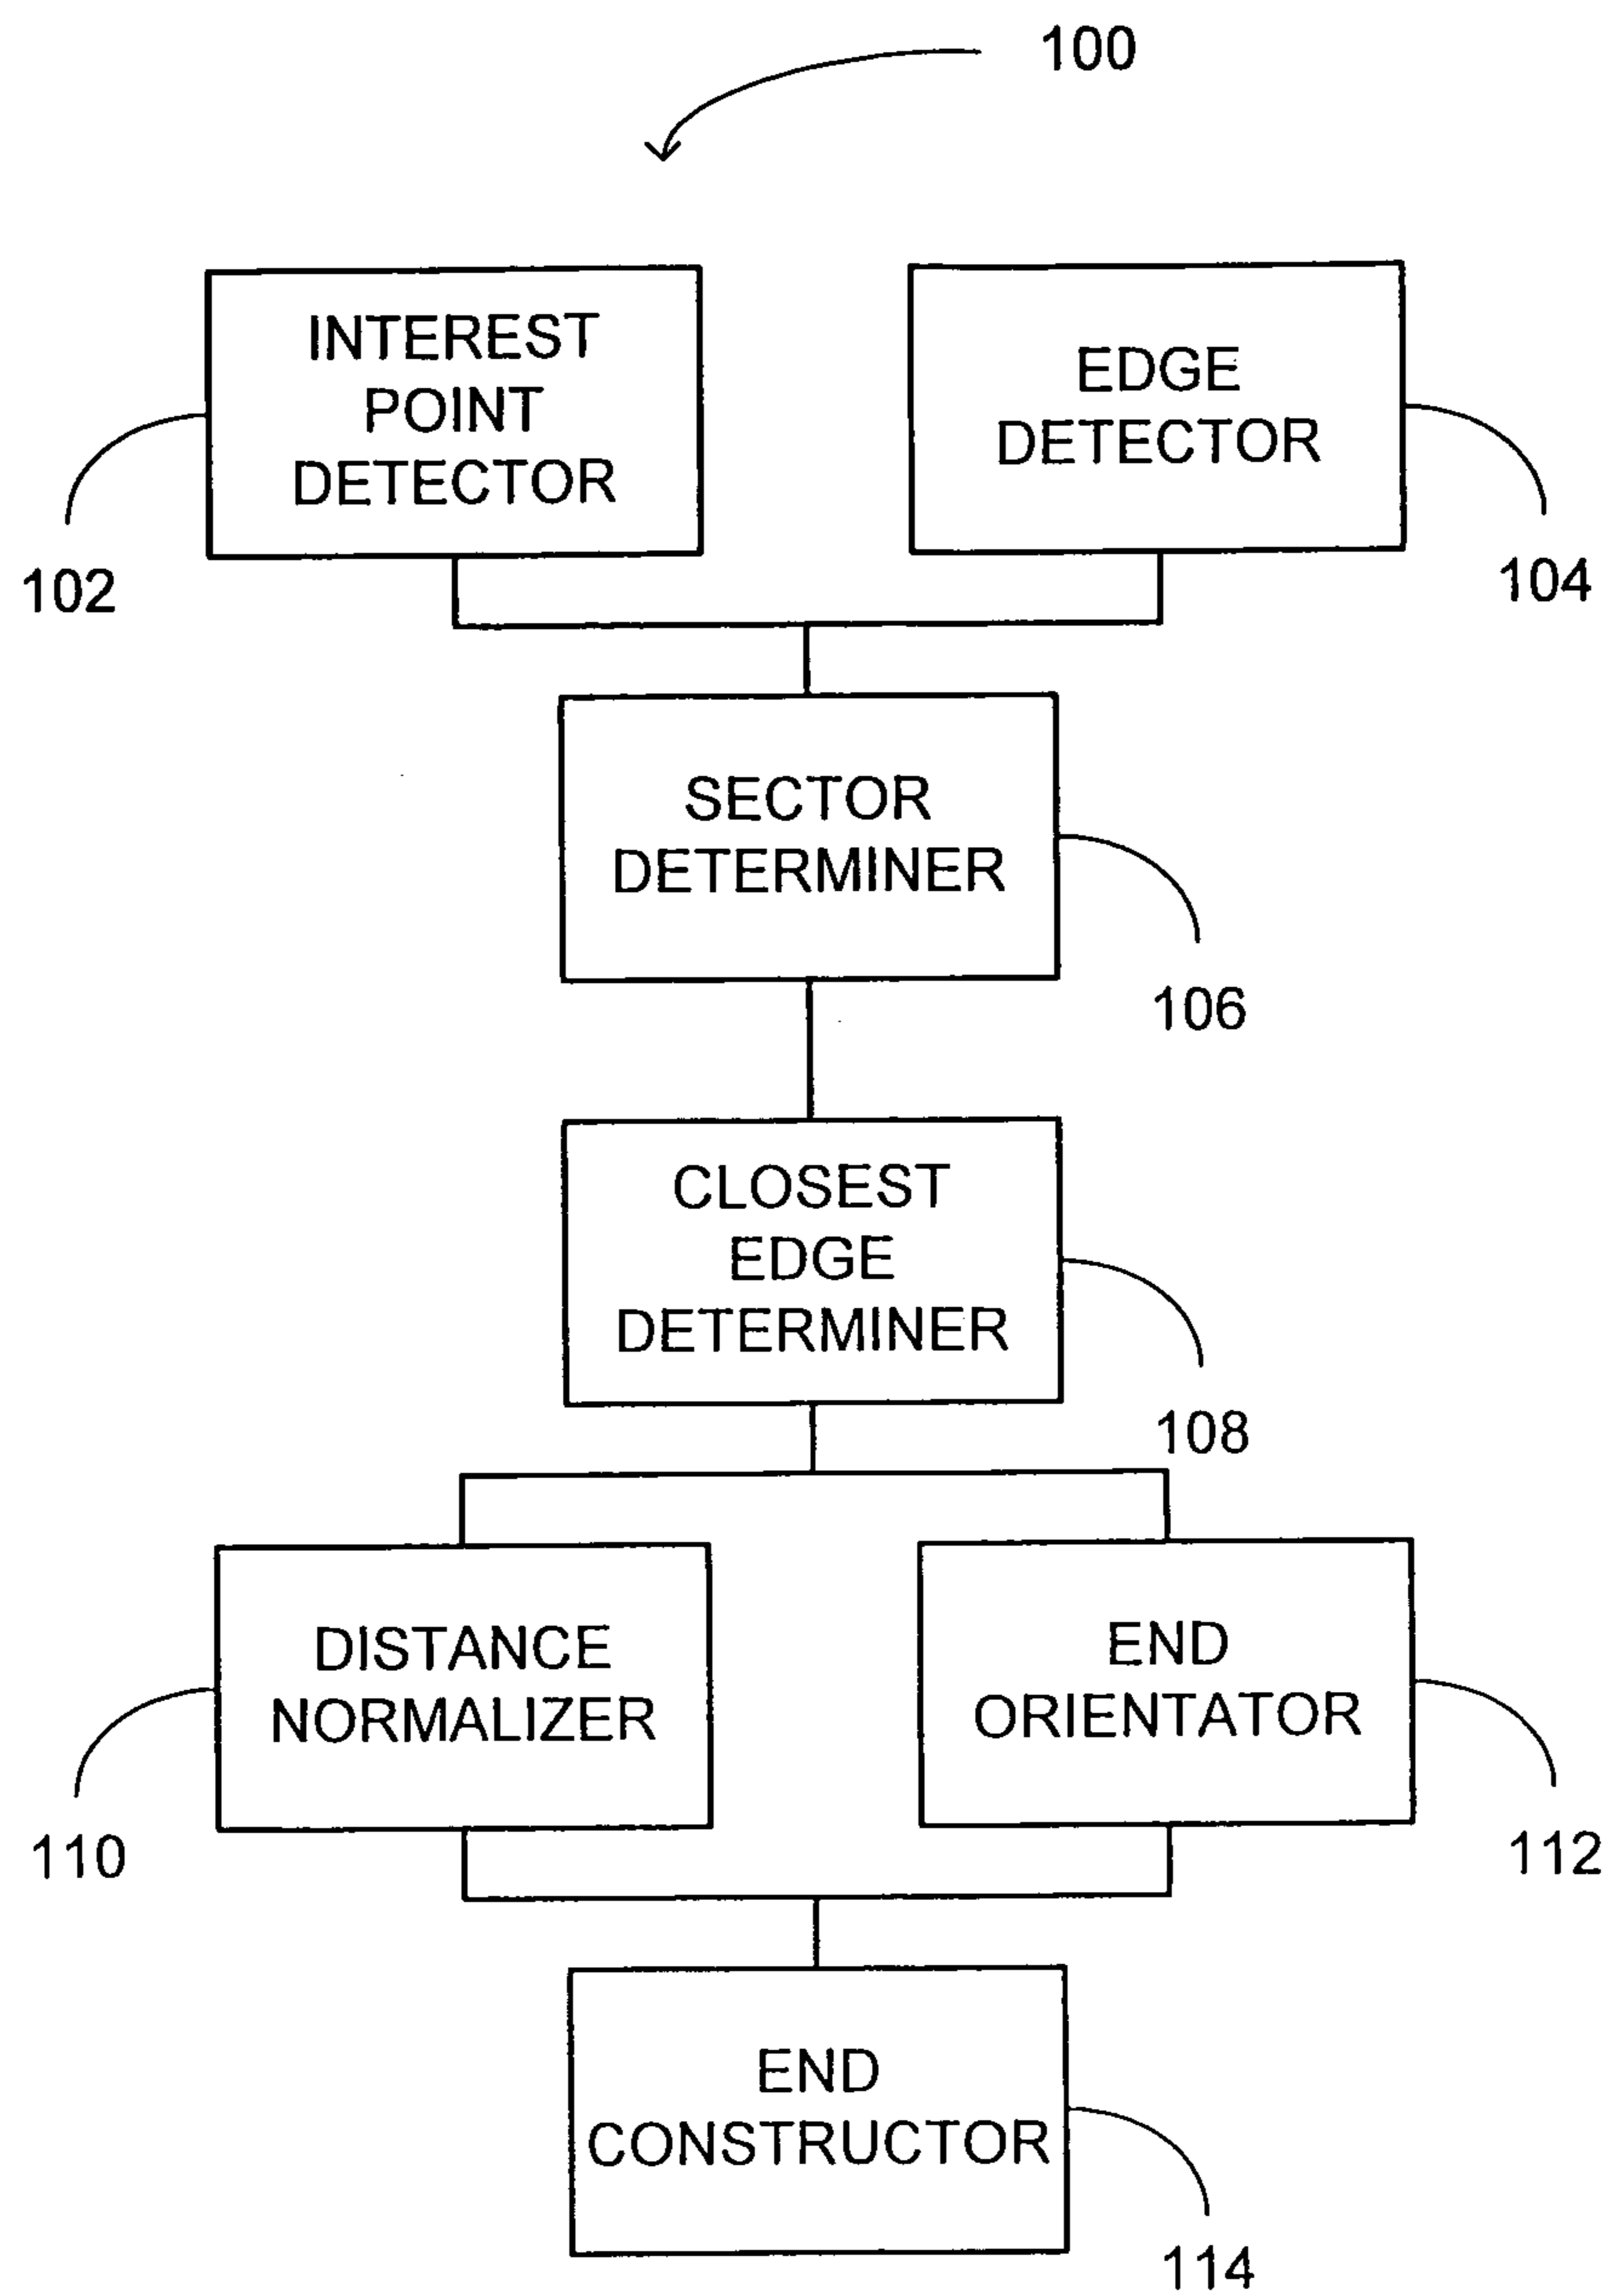 100
INTEREST
POINT
DETECTOR
EDGE
DETECTOR
102
104
SECTOR
DETERMINER
106
CLOSEST
EDGE
DETERMINER
108
DISTANCE
NORMALIZER
END
ORIENTATOR
110
112
END
CONSTRUCTOR
114